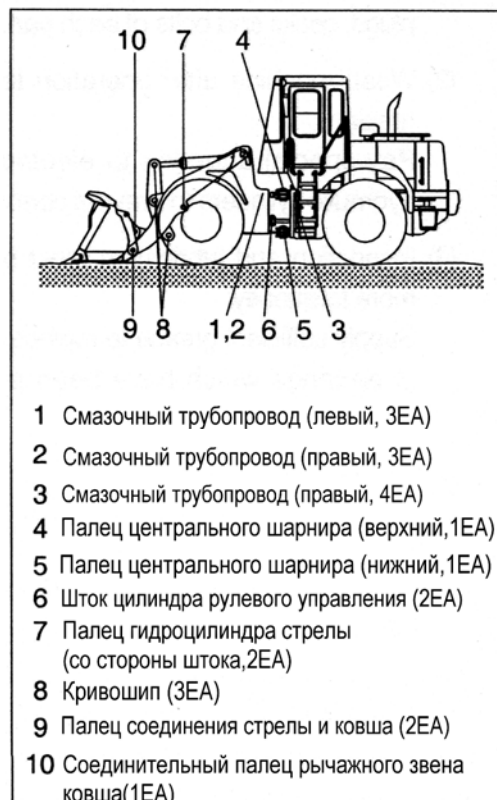 10 7 4
9 8 1,2 6 5 3
1 Смазочный трубопровод (левый, 3EA)
2 Смазочный трубопровод (правый, 3EA)
3 Смазочный трубопровод (правый, 4EA)
4 Палец центрального шарнира (верхний,1EA)
5 Палец центрального шарнира (нижний,1EA)
6 Шток цилиндра рулевого управления (2EA)
7 Палец гидроцилиндра стрелы
(со стороны штока,2EA)
8 Кривошип (3EA)
9 Палец соединения стрелы и ковша (2EA)
10 Соединительный палец рычажного звена
ковша(1EA)